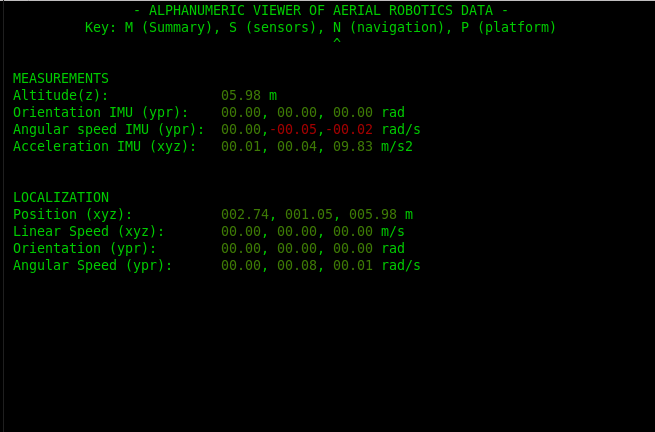 - ALPHANUMERIC VIEWER OF AERIAL ROBOTICS DATA -
Key: M (Summary), S (sensors), N (navigation), P (platform)
^
MEASUREMENTS
Altitude(z): 05.98 m
Orientation IMU (ypr): 00.00, 00.00, 00.00 rad
Angular speed IMU (ypr): 00.00,-00.05,-00.02 rad/s
Acceleration IMU (xyz): 00.01, 00.04, 09.83 m/s2
LOCALIZATION
Position (xyz): 002.74, 001.05, 005.98 m
Linear Speed (xyz): 00.00, 00.00, 00.00 m/s
Orientation (ypr): 00.00, 00.00, 00.00 rad
Angular Speed (ypr): 00.00, 00.08, 00.01 rad/s